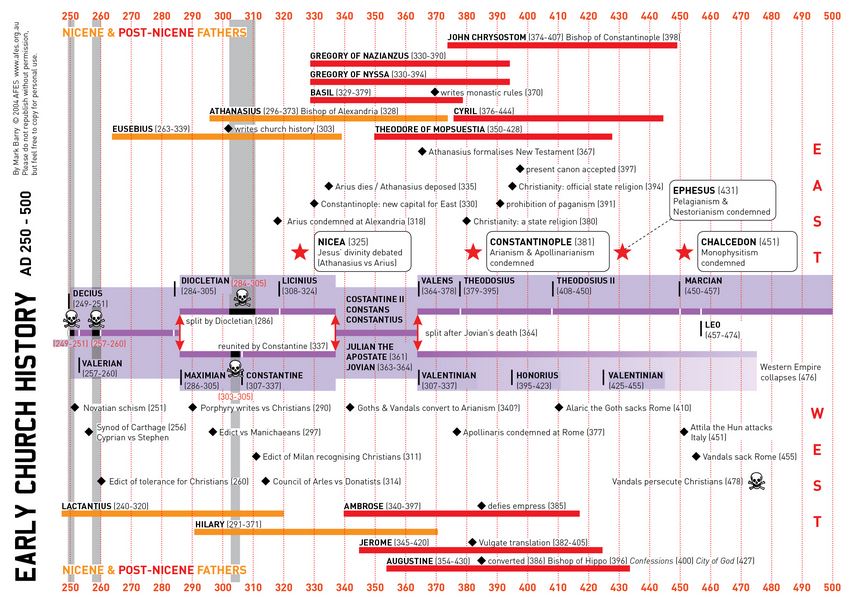 250 260 270 280 290 300 310 320 330 340 350 360 370 380 390 400 410 420 430 440 450 460 470 480 490 500
NICENE & POST-NICENE FATHERS
By Mark Barry © 2004 AFES www.afes.org.au
Please do not republish without permission,
but feel free to copy for personal use.
EARLY CHURCH HISTORY AD 250 - 500
JOHN CHRYSOSTOM (374-407) Bishop of Constantinople (398)
GREGORY OF NAZIANZUS (330-390)
GREGORY OF NYSSA (330-394)
BASIL (329-379)
writes monastic rules (370)
ATHANASIUS (296-373) Bishop of Alexandria (328)
CYRIL (376-444)
EUSEBIUS (263-339)
writes church history (303)
THEODORE OF MOPSUESTIA (350-428)
Athanasius formalises New Testament (367)
present canon accepted (397)
Arius dies / Athanasius deposed (335)
Christianity: official state religion (394)
Constantinople: new capital for East (330)
prohibition of paganism (391)
Arius condemned at Alexandria (318)
Christianity: a state religion (380)
EPHESUS (431)
Pelagianism &
Nestorianism condemned
NICEA (325)
Jesus' divinity debated
(Athanasius vs Arius)
CONSTANTINOPLE (381)
Arianism & Apollinarianism
condemned
CHALCEDON (451)
Monophysitism
condemned
E
A
S
T
DECIUS
(249-251)
DIOCLETIAN
(284-305)
(284-305)
LICINIUS
(308-324)
COSTANTINE II
CONSTANS
CONSTANTIUS
VALENS
(364-378)
THEODOSIUS
(379-395)
THEODOSIUS II
(408-450)
MARCIAN
(450-457)
split by Diocletian (286)
split after Jovian's death (364)
LEO
(457-474)
(249-251) (257-260)
reunited by Constantine (337)
VALERIAN
(257-260)
JULIAN THE
APOSTATE (361)
JOVIAN (363-364)
MAXIMIAN
(286-305)
CONSTANTINE
(307-337)
(303-305)
VALENTINIAN
(307-337)
HONORIUS
(395-423)
VALENTINIAN
(425-455)
Western Empire
collapses (476)
Novatian schism (251)
Porphyry writes vs Christians (290)
Goths & Vandals convert to Arianism (340?)
Alaric the Goth sacks Rome (410)
Synod of Carthage (256)
Cyprian vs Stephen
Edict vs Manichaeans (297)
Apollinaris condemned at Rome (377)
Attila the Hun attacks
Italy (451)
Edict of Milan recognising Christians (311)
Vandals sack Rome (455)
Edict of tolerance for Christians (260)
Council of Arles vs Donatists (314)
Vandals persecute Christians (478)
W
E
S
T
LACTANTIUS (240-320)
AMBROSE (340-397)
defies empress (385)
HILARY (291-371)
JEROME (345-420)
Vulgate translation (382-405)
AUGUSTINE (354-430)
converted (386) Bishop of Hippo (396) Confessions (400) City of God (427)
NICENE & POST-NICENE FATHERS
250 260 270 280 290 300 310 320 330 340 350 360 370 380 390 400 410 420 430 440 450 460 470 480 490 500